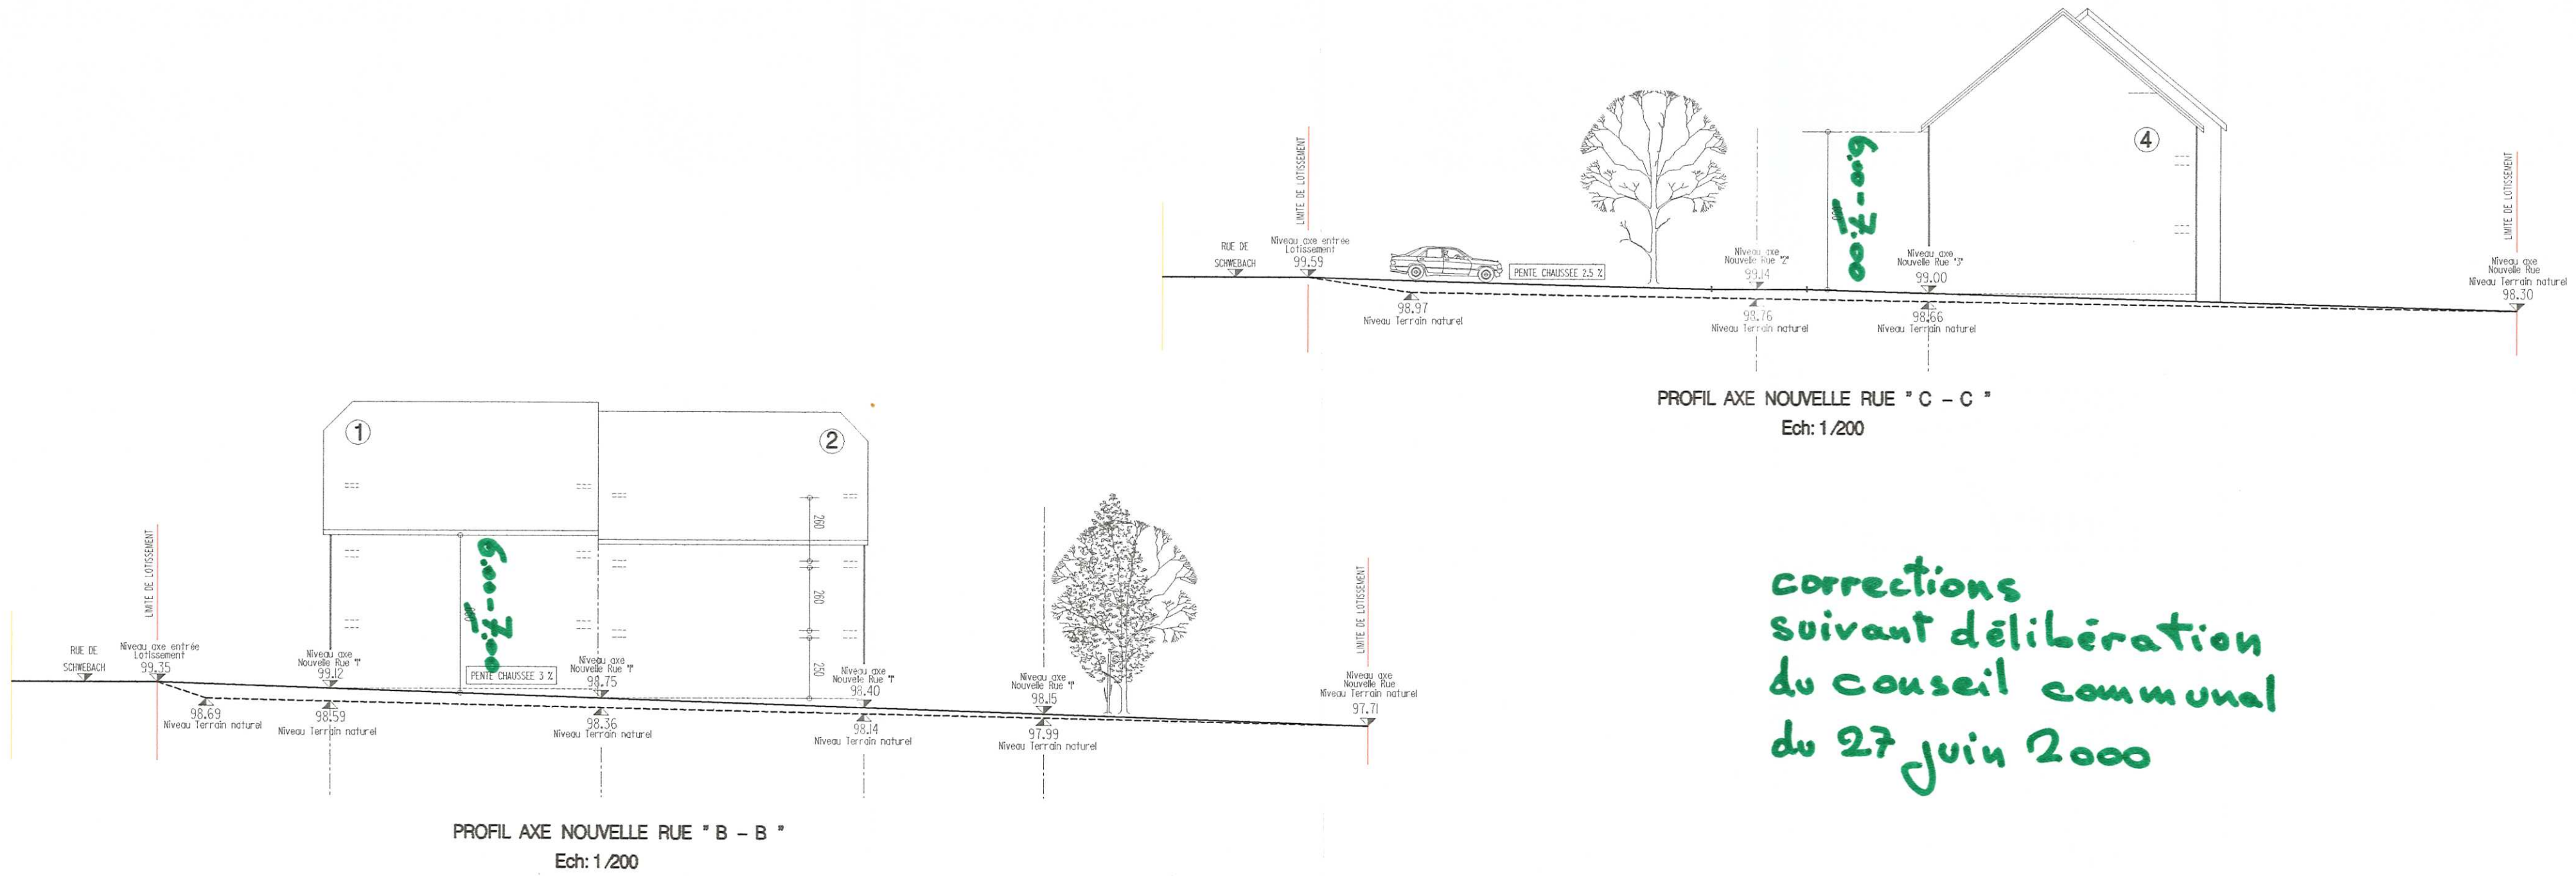 LIMITE DE LOTISSEMENT
RUE DE
SCHWEBACH
Niveau axe entrée
Lotissement
99.59
98.97
Niveau Terrain naturel
PENTE CHAUSSEE 2.5 %
Niveau axe
Nouvelle Rue "2"
99.14
98.76
Niveau Terrain naturel
6.00-7.00
Niveau axe
Nouvelle Rue "3"
99.00
98.66
Niveau Terrain naturel
4
LIMITE DE LOTISSEMENT
Niveau axe
Nouvelle Rue
Niveau Terrain naturel
98.30
PROFIL AXE NOUVELLE RUE " C - C "
Ech: 1/200
1
2
LIMITE DE LOTISSEMENT
RUE DE
SCHWEBACH
Niveau axe entrée
Lotissement
99.35
98.69
Niveau Terrain naturel
Niveau axe
Nouvelle Rue "1"
99.12
98.59
Niveau Terrain naturel
6.00-7.00
PENTE CHAUSSEE 3 %
Niveau axe
Nouvelle Rue "1"
98.75
98.36
Niveau Terrain naturel
260
260
250
Niveau axe
Nouvelle Rue "1"
98.40
98.14
Niveau Terrain naturel
Niveau axe
Nouvelle Rue "1"
98.15
97.99
Niveau Terrain naturel
LIMITE DE LOTISSEMENT
Niveau axe
Nouvelle Rue
Niveau Terrain naturel
97.71
PROFIL AXE NOUVELLE RUE " B - B "
Ech: 1/200
corrections
suivant délibération
du conseil communal
du 27 juin 2000